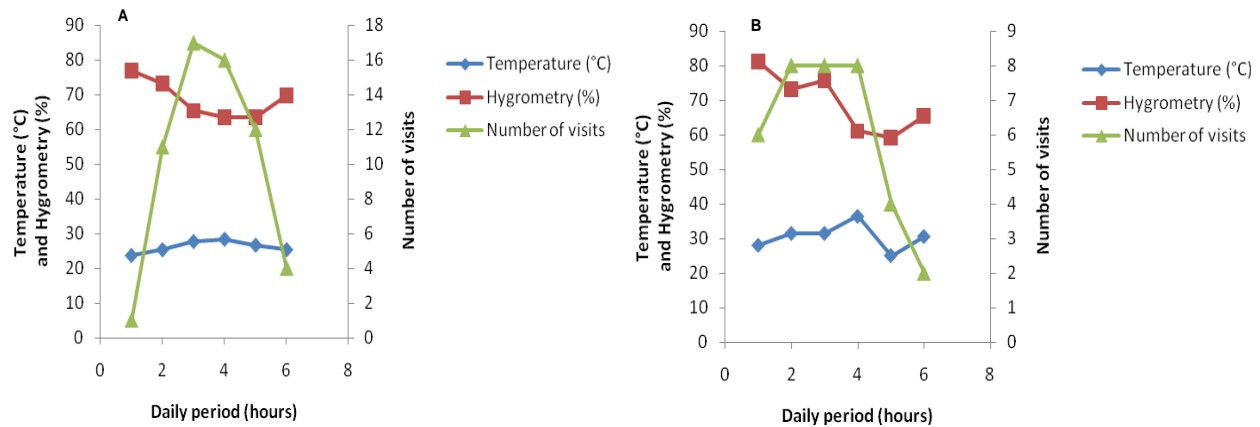 A
90
80
70
60
50
40
30
20
10
0
18
16
14
12
10
8
6
4
2
0
0 2 4 6 8
Temperature (°C)
and Hygrometry (%)
Number of visits
Daily period (hours)
Temperature (°C)
Hygrometry (%)
Number of visits
B
90
80
70
60
50
40
30
20
10
0
9
8
7
6
5
4
3
2
1
0
0 2 4 6 8
Temperature (°C)
and Hygrometry (%)
Number of visits
Daily period (hours)
Temperature (°C)
Hygrometry (%)
Number of visits